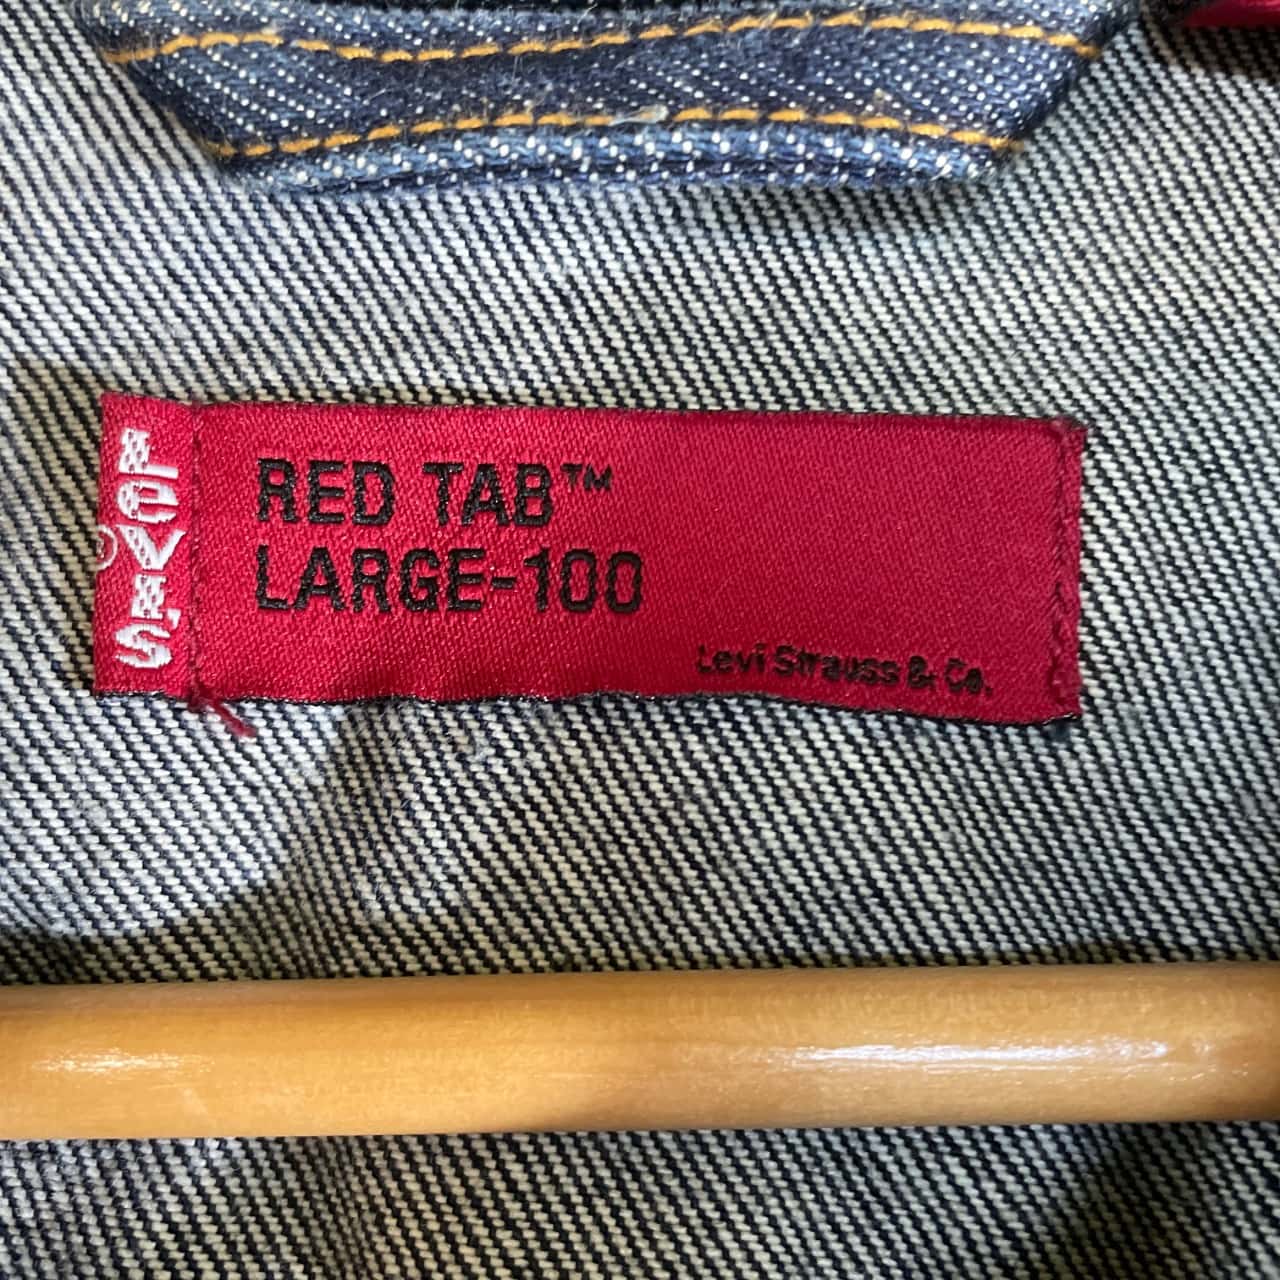 LEVI'S
®
RED TAB™
LARGE-100
Levi Strauss & Co.